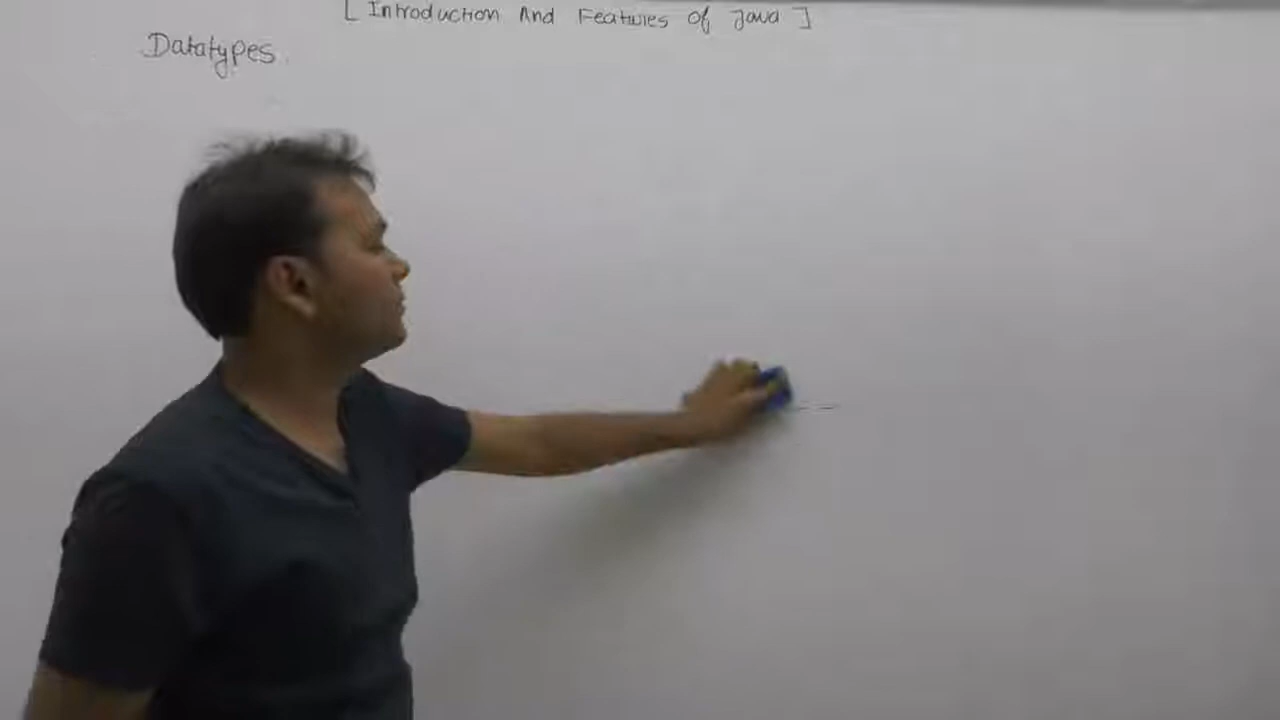 [ Introduction And Features of Java ]
Datatypes.